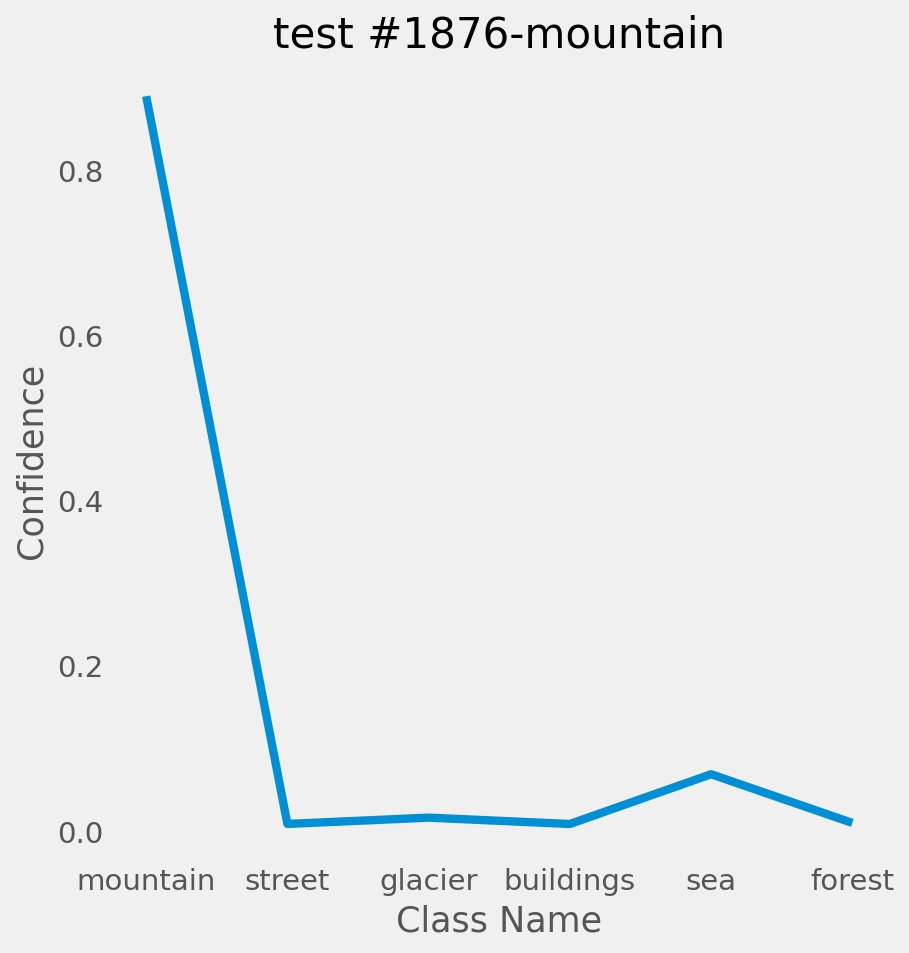 test #1876-mountain
Confidence
0.8
0.6
0.4
0.2
0.0
mountain street glacier buildings sea forest
Class Name